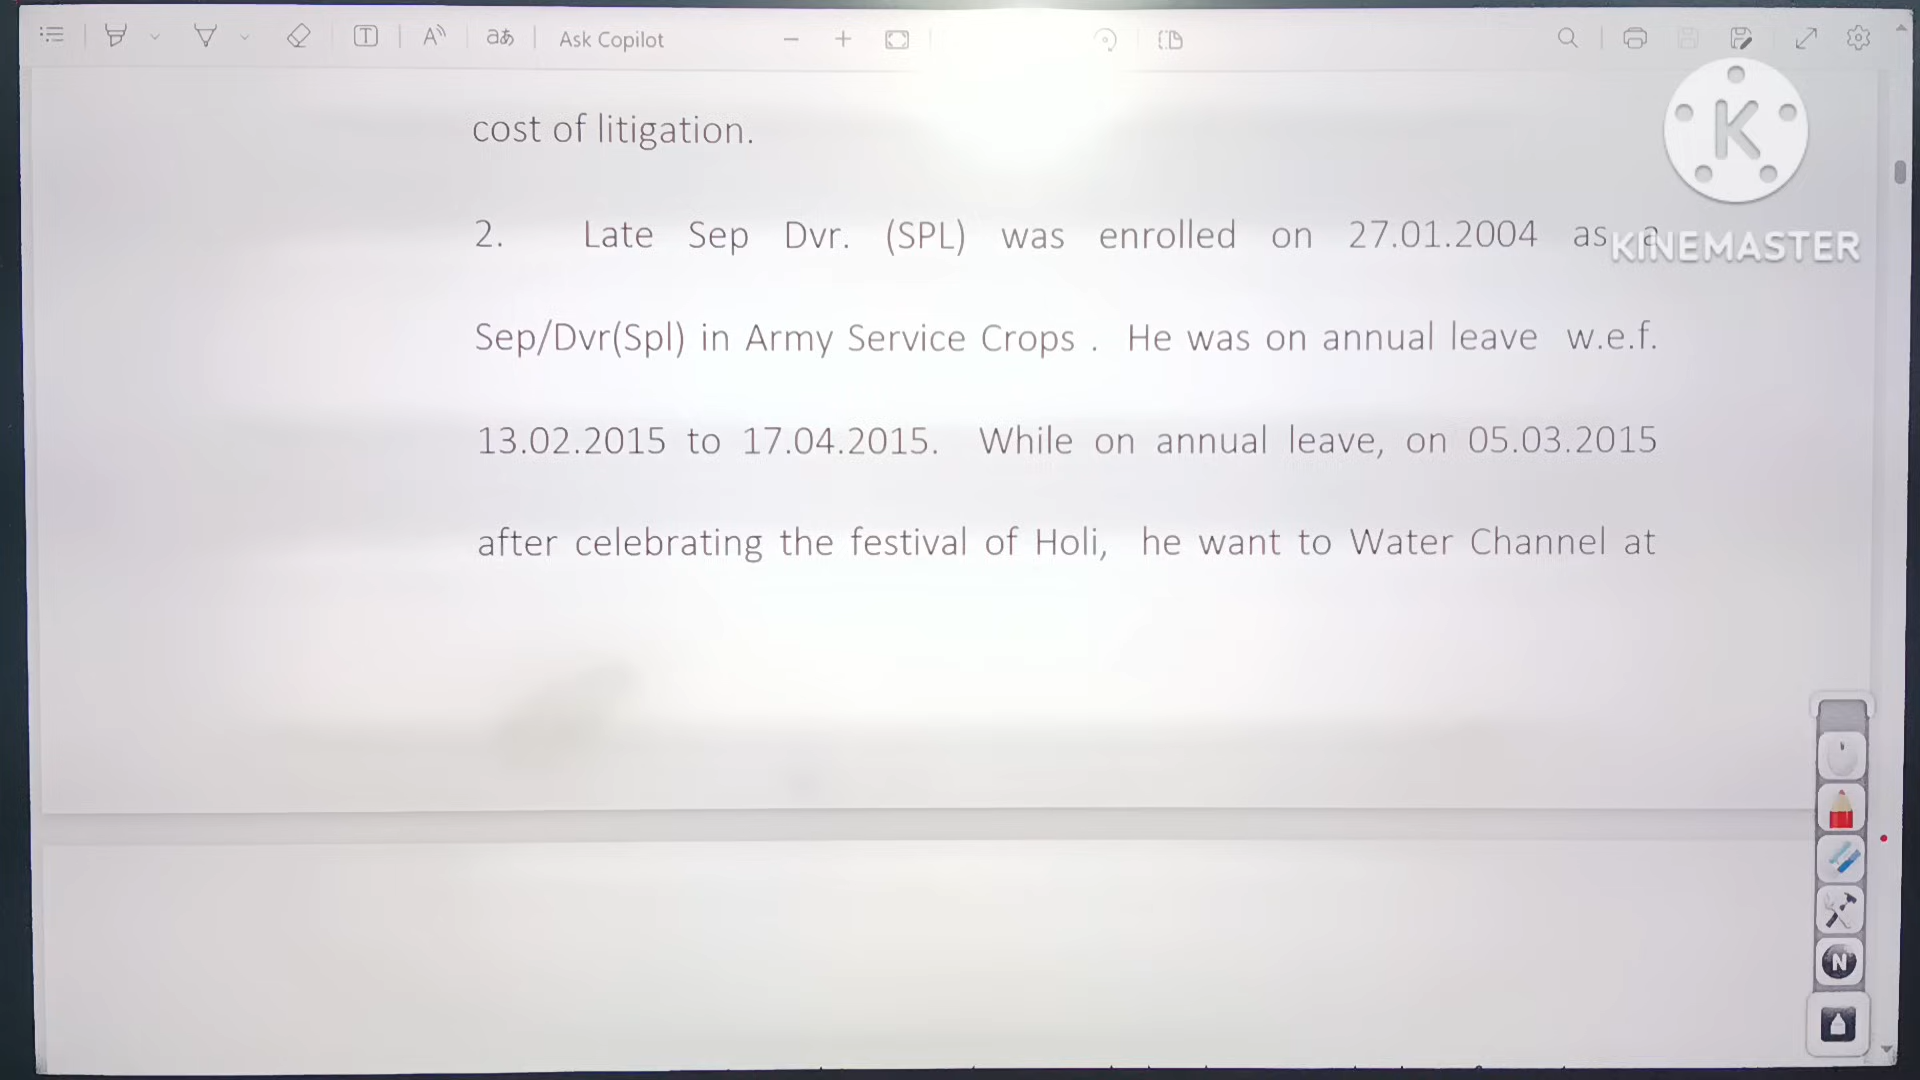 Ask Copilot
cost of litigation.
2. Late Sep Dvr. (SPL) was enrolled on 27.01.2004 as a
KINEMASTER
Sep/Dvr(Spl) in Army Service Crops . He was on annual leave w.e.f.
13.02.2015 to 17.04.2015. While on annual leave, on 05.03.2015
after celebrating the festival of Holi, he want to Water Channel at